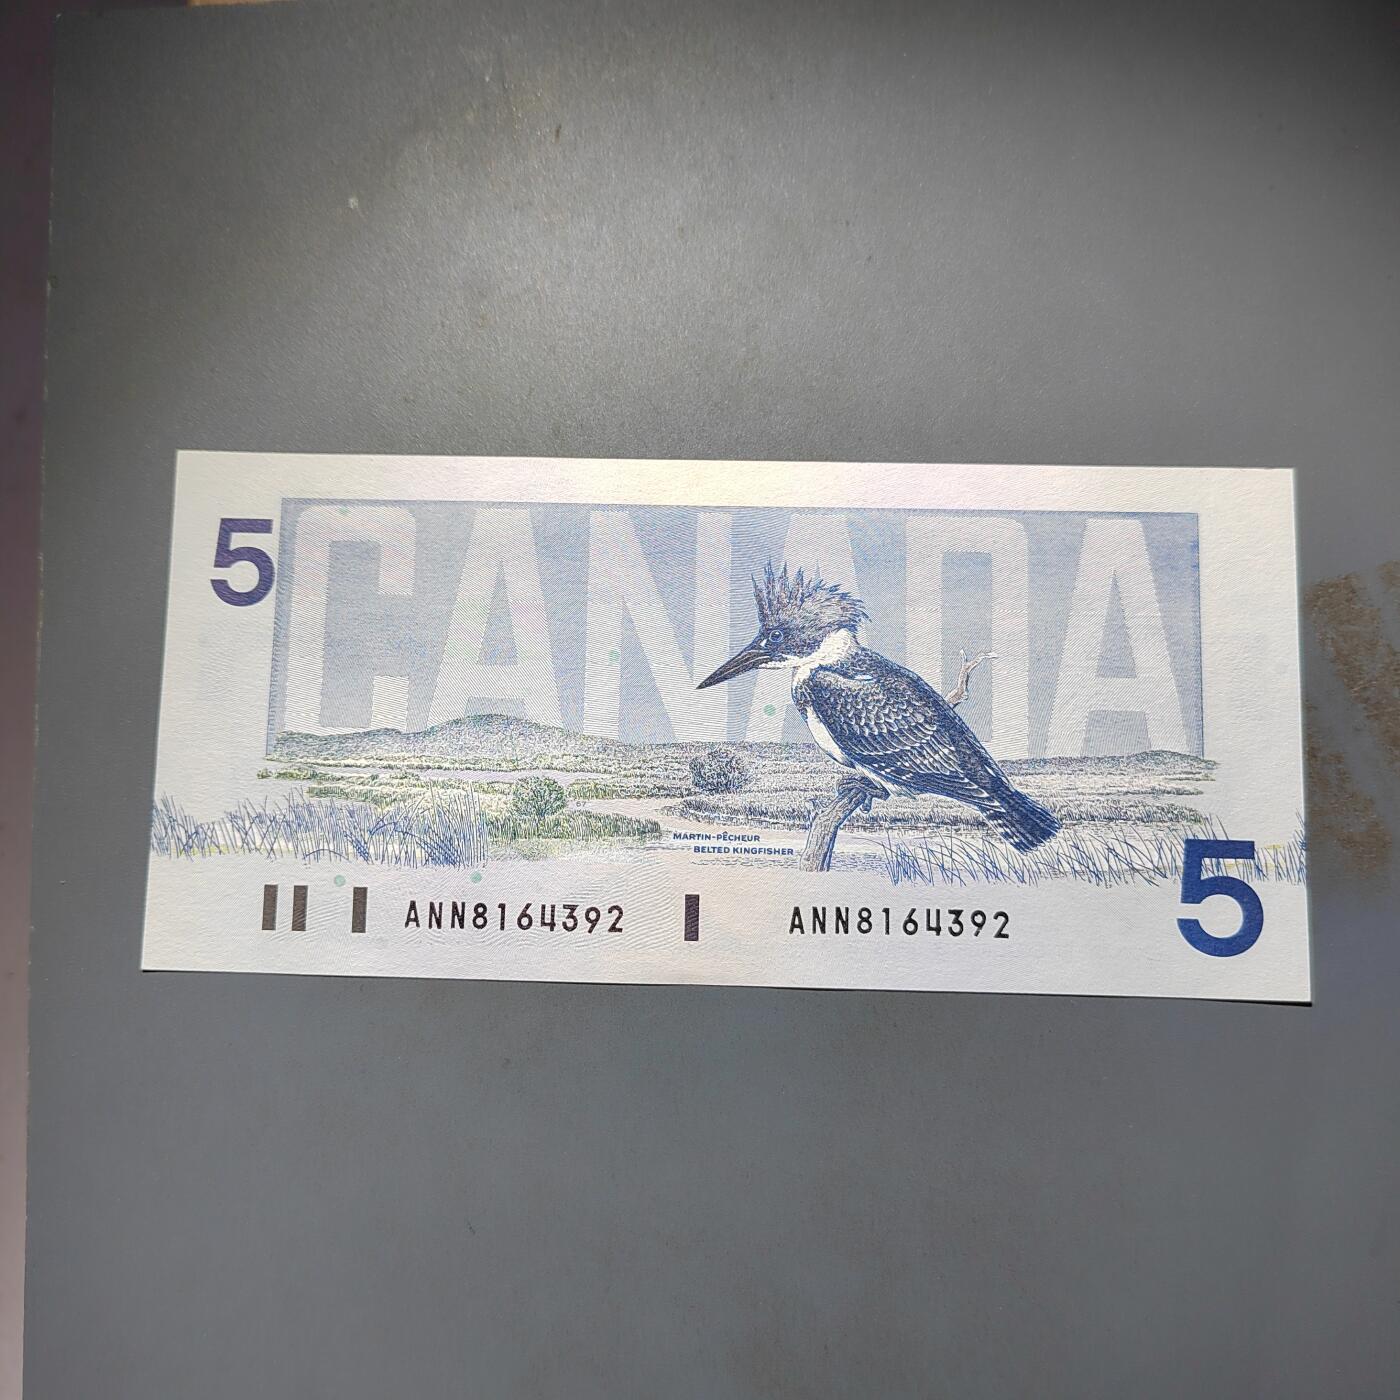 5
CANADA
MARTIN-PÊCHEUR
BELTED KINGFISHER
ANN8164392 ANN8164392
5